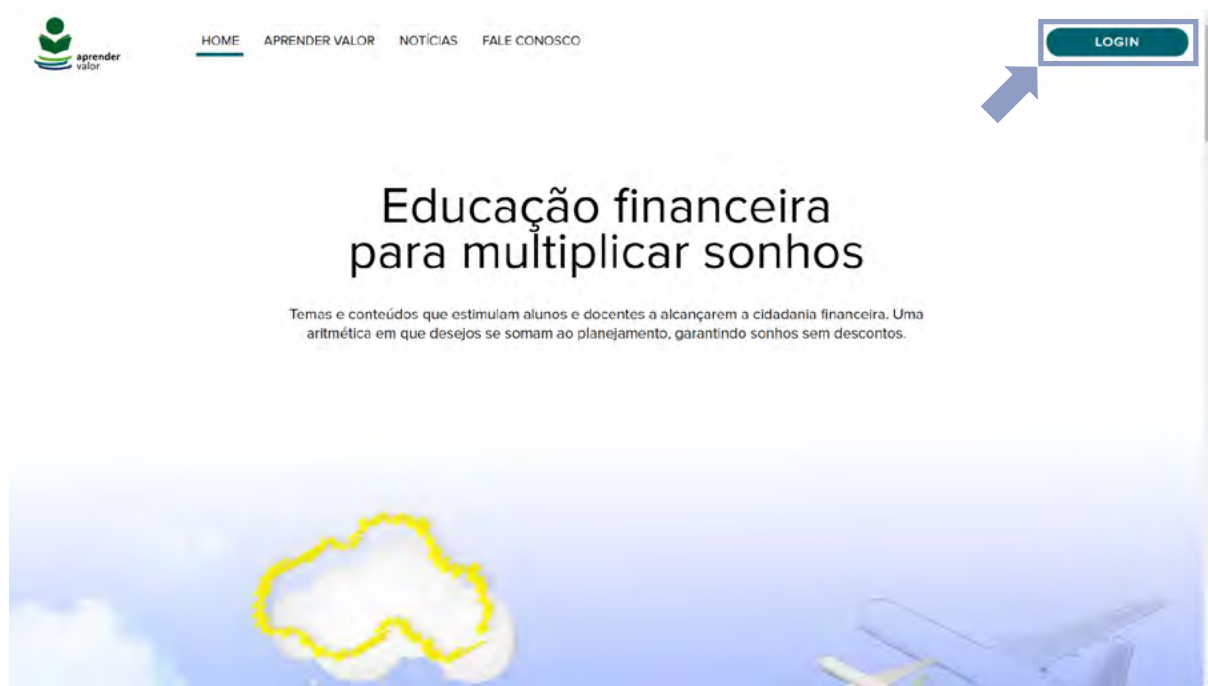 aprender
valor
HOME APRENDER VALOR NOTÍCIAS FALE CONOSCO
LOGIN
Educação financeira
para multiplicar sonhos
Temas e conteúdos que estimulam alunos e docentes a alcançarem a cidadania financeira. Uma
aritmética em que desejos se somam ao planejamento, garantindo sonhos sem descontos.